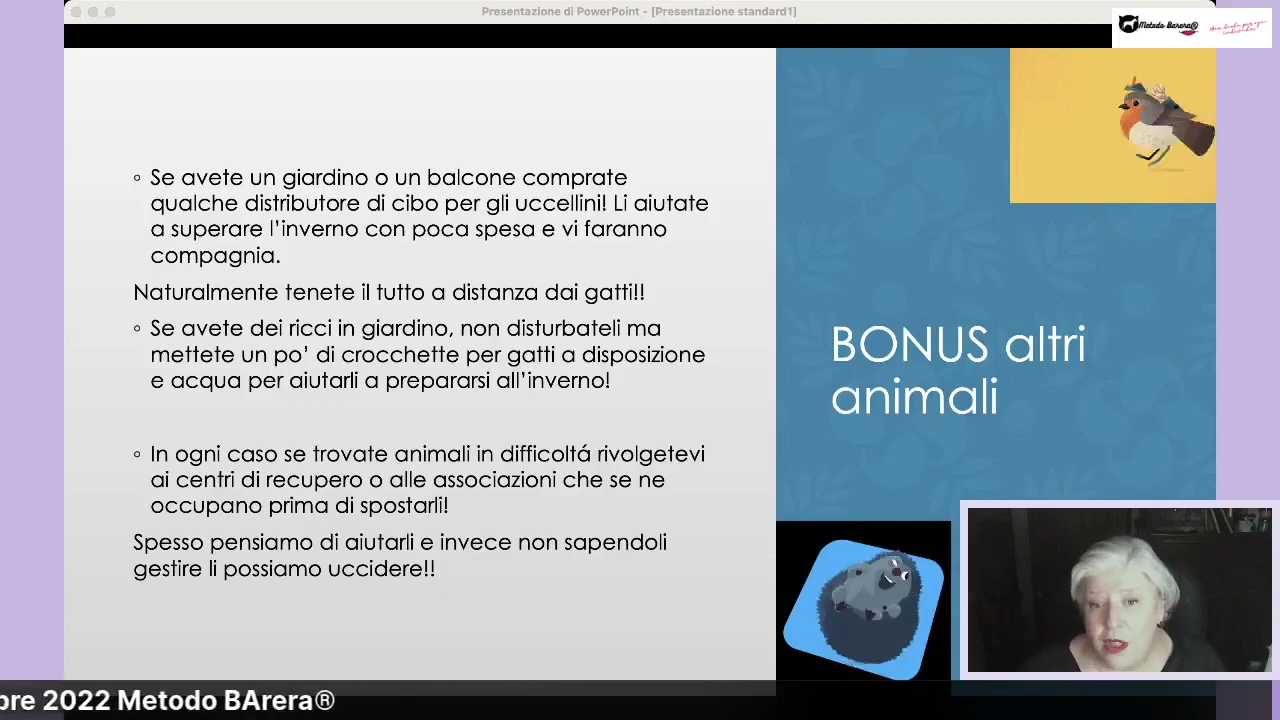 Presentazione di PowerPoint - [Presentazione standard1]
Metodo BArera®
◦ Se avete un giardino o un balcone comprate
qualche distributore di cibo per gli uccellini! Li aiutate
a superare l’inverno con poca spesa e vi faranno
compagnia.
Naturalmente tenete il tutto a distanza dai gatti!!
◦ Se avete dei ricci in giardino, non disturbateli ma
mettete un po’ di crocchette per gatti a disposizione
e acqua per aiutarli a prepararsi all’inverno!
◦ In ogni caso se trovate animali in difficoltá rivolgetevi
ai centri di recupero o alle associazioni che se ne
occupano prima di spostarli!
Spesso pensiamo di aiutarli e invece non sapendoli
gestire li possiamo uccidere!!
BONUS altri
animali
bre 2022 Metodo BArera®